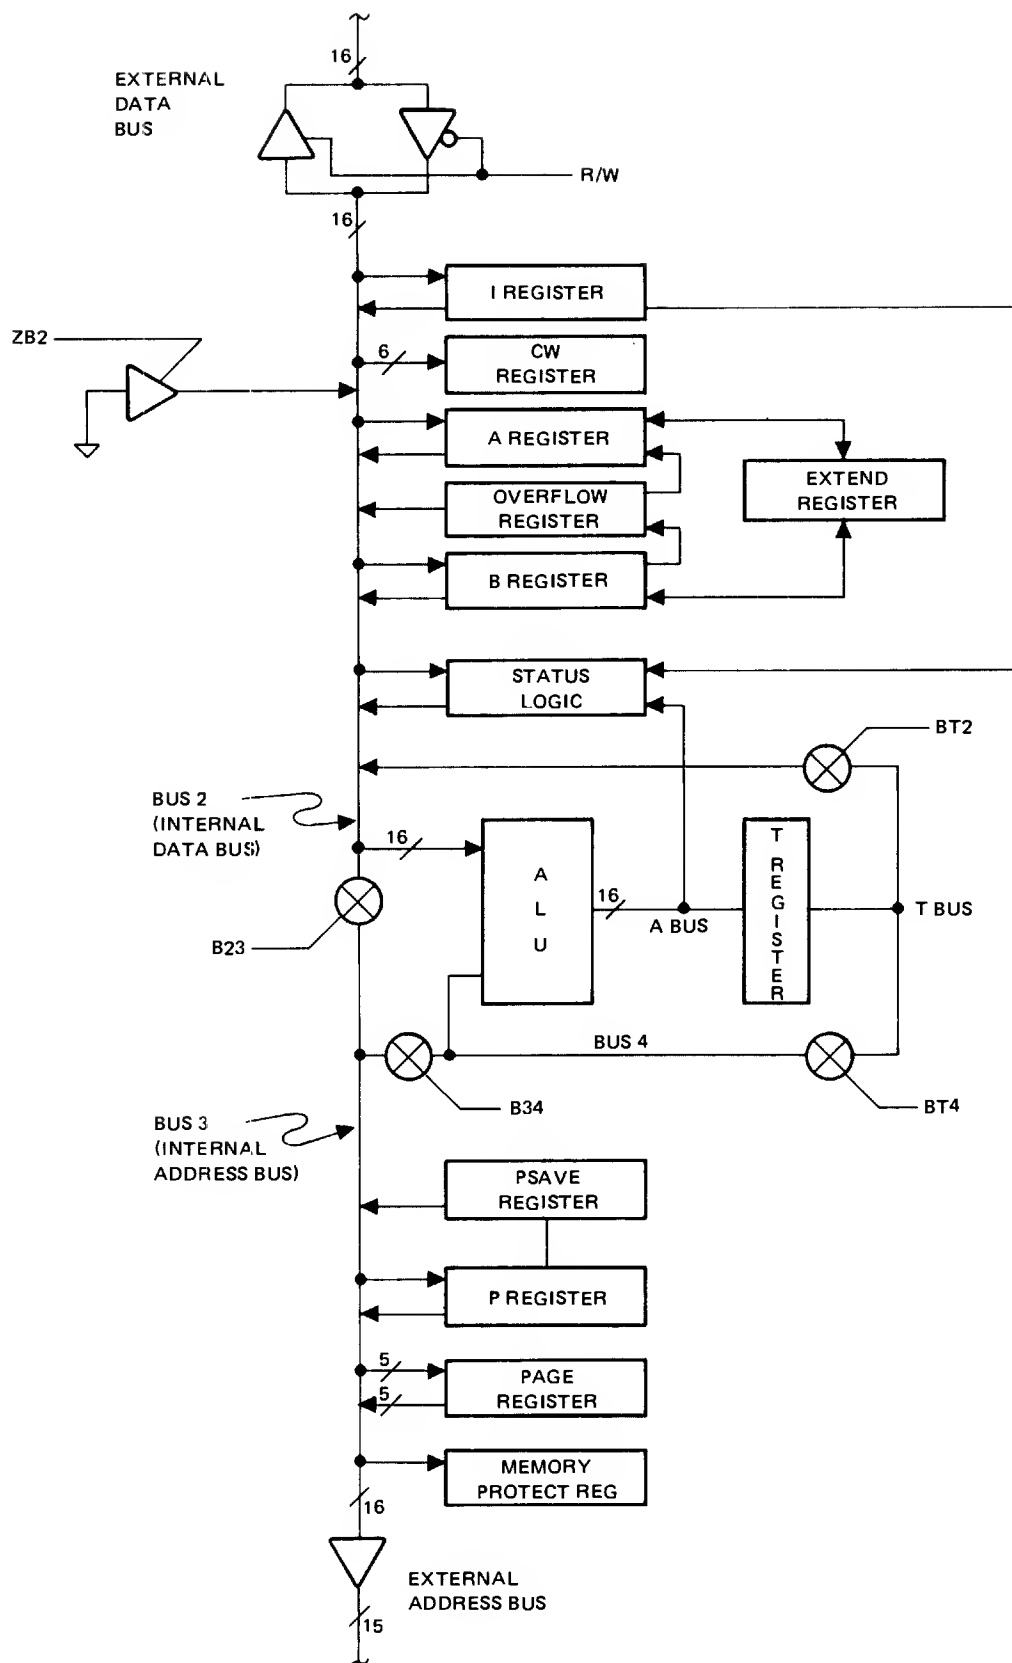 16
EXTERNAL
DATA
BUS
R/W
16
I REGISTER
ZB2
6
CW
REGISTER
A REGISTER
EXTEND
REGISTER
OVERFLOW
REGISTER
B REGISTER
STATUS
LOGIC
BT2
BUS 2
(INTERNAL
DATA BUS)
16
A
L
U
16
A BUS
T
REGISTER
T BUS
B23
BUS 4
B34
BT4
BUS 3
(INTERNAL
ADDRESS BUS)
PSAVE
REGISTER
P REGISTER
5
5
PAGE
REGISTER
MEMORY
PROTECT REG
16
EXTERNAL
ADDRESS BUS
15